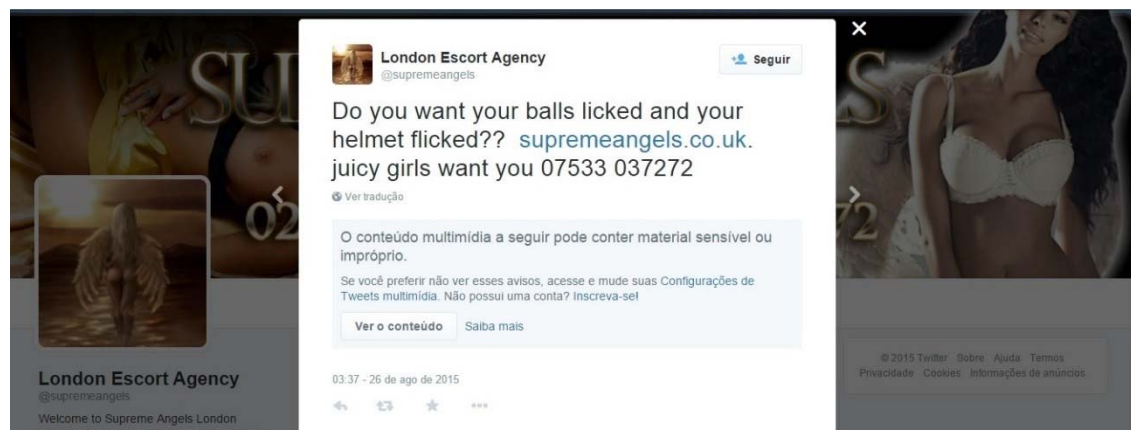 SU
S
02
72
London Escort Agency
@supremeangels
Seguir
Do you want your balls licked and your
helmet flicked?? supremeangels.co.uk.
juicy girls want you 07533 037272
Ver tradução
O conteúdo multimídia a seguir pode conter material sensível ou
impróprio.
Se você preferir não ver esses avisos, acesse e mude suas Configurações de
Tweets multimídia. Não possui uma conta? Inscreva-se!
Ver o conteúdo Saiba mais
03:37 - 26 de ago de 2015
London Escort Agency
@supremeangels
Welcome to Supreme Angels London
© 2015 Twitter Sobre Ajuda Termos
Privacidade Cookies Informações de anúncios